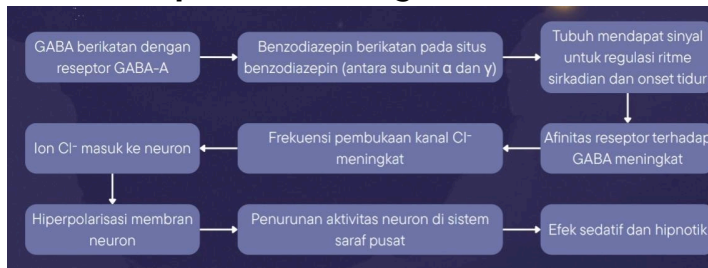 GABA berikatan dengan
reseptor GABA-A
Benzodiazepin berikatan pada situs
benzodiazepin (antara subunit α dan γ)
Tubuh mendapat sinyal
untuk regulasi ritme
sirkadian dan onset tidur
Afinitas reseptor terhadap
GABA meningkat
Frekuensi pembukaan kanal Cl⁻
meningkat
Ion Cl⁻ masuk ke neuron
Hiperpolarisasi membran
neuron
Penurunan aktivitas neuron di sistem
saraf pusat
Efek sedatif dan hipnotik